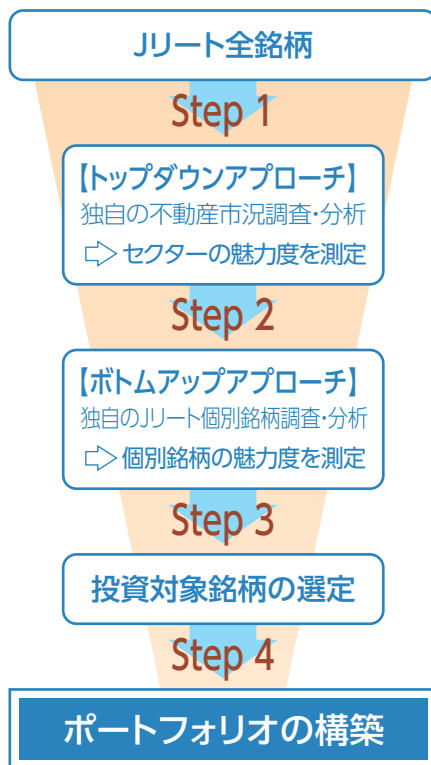 Jリート全銘柄
Step 1
【トップダウンアプローチ】
独自の不動産市況調査・分析
⇨セクターの魅力度を測定
Step 2
【ボトムアップアプローチ】
独自のJリート個別銘柄調査・分析
⇨個別銘柄の魅力度を測定
Step 3
投資対象銘柄の選定
Step 4
ポートフォリオの構築